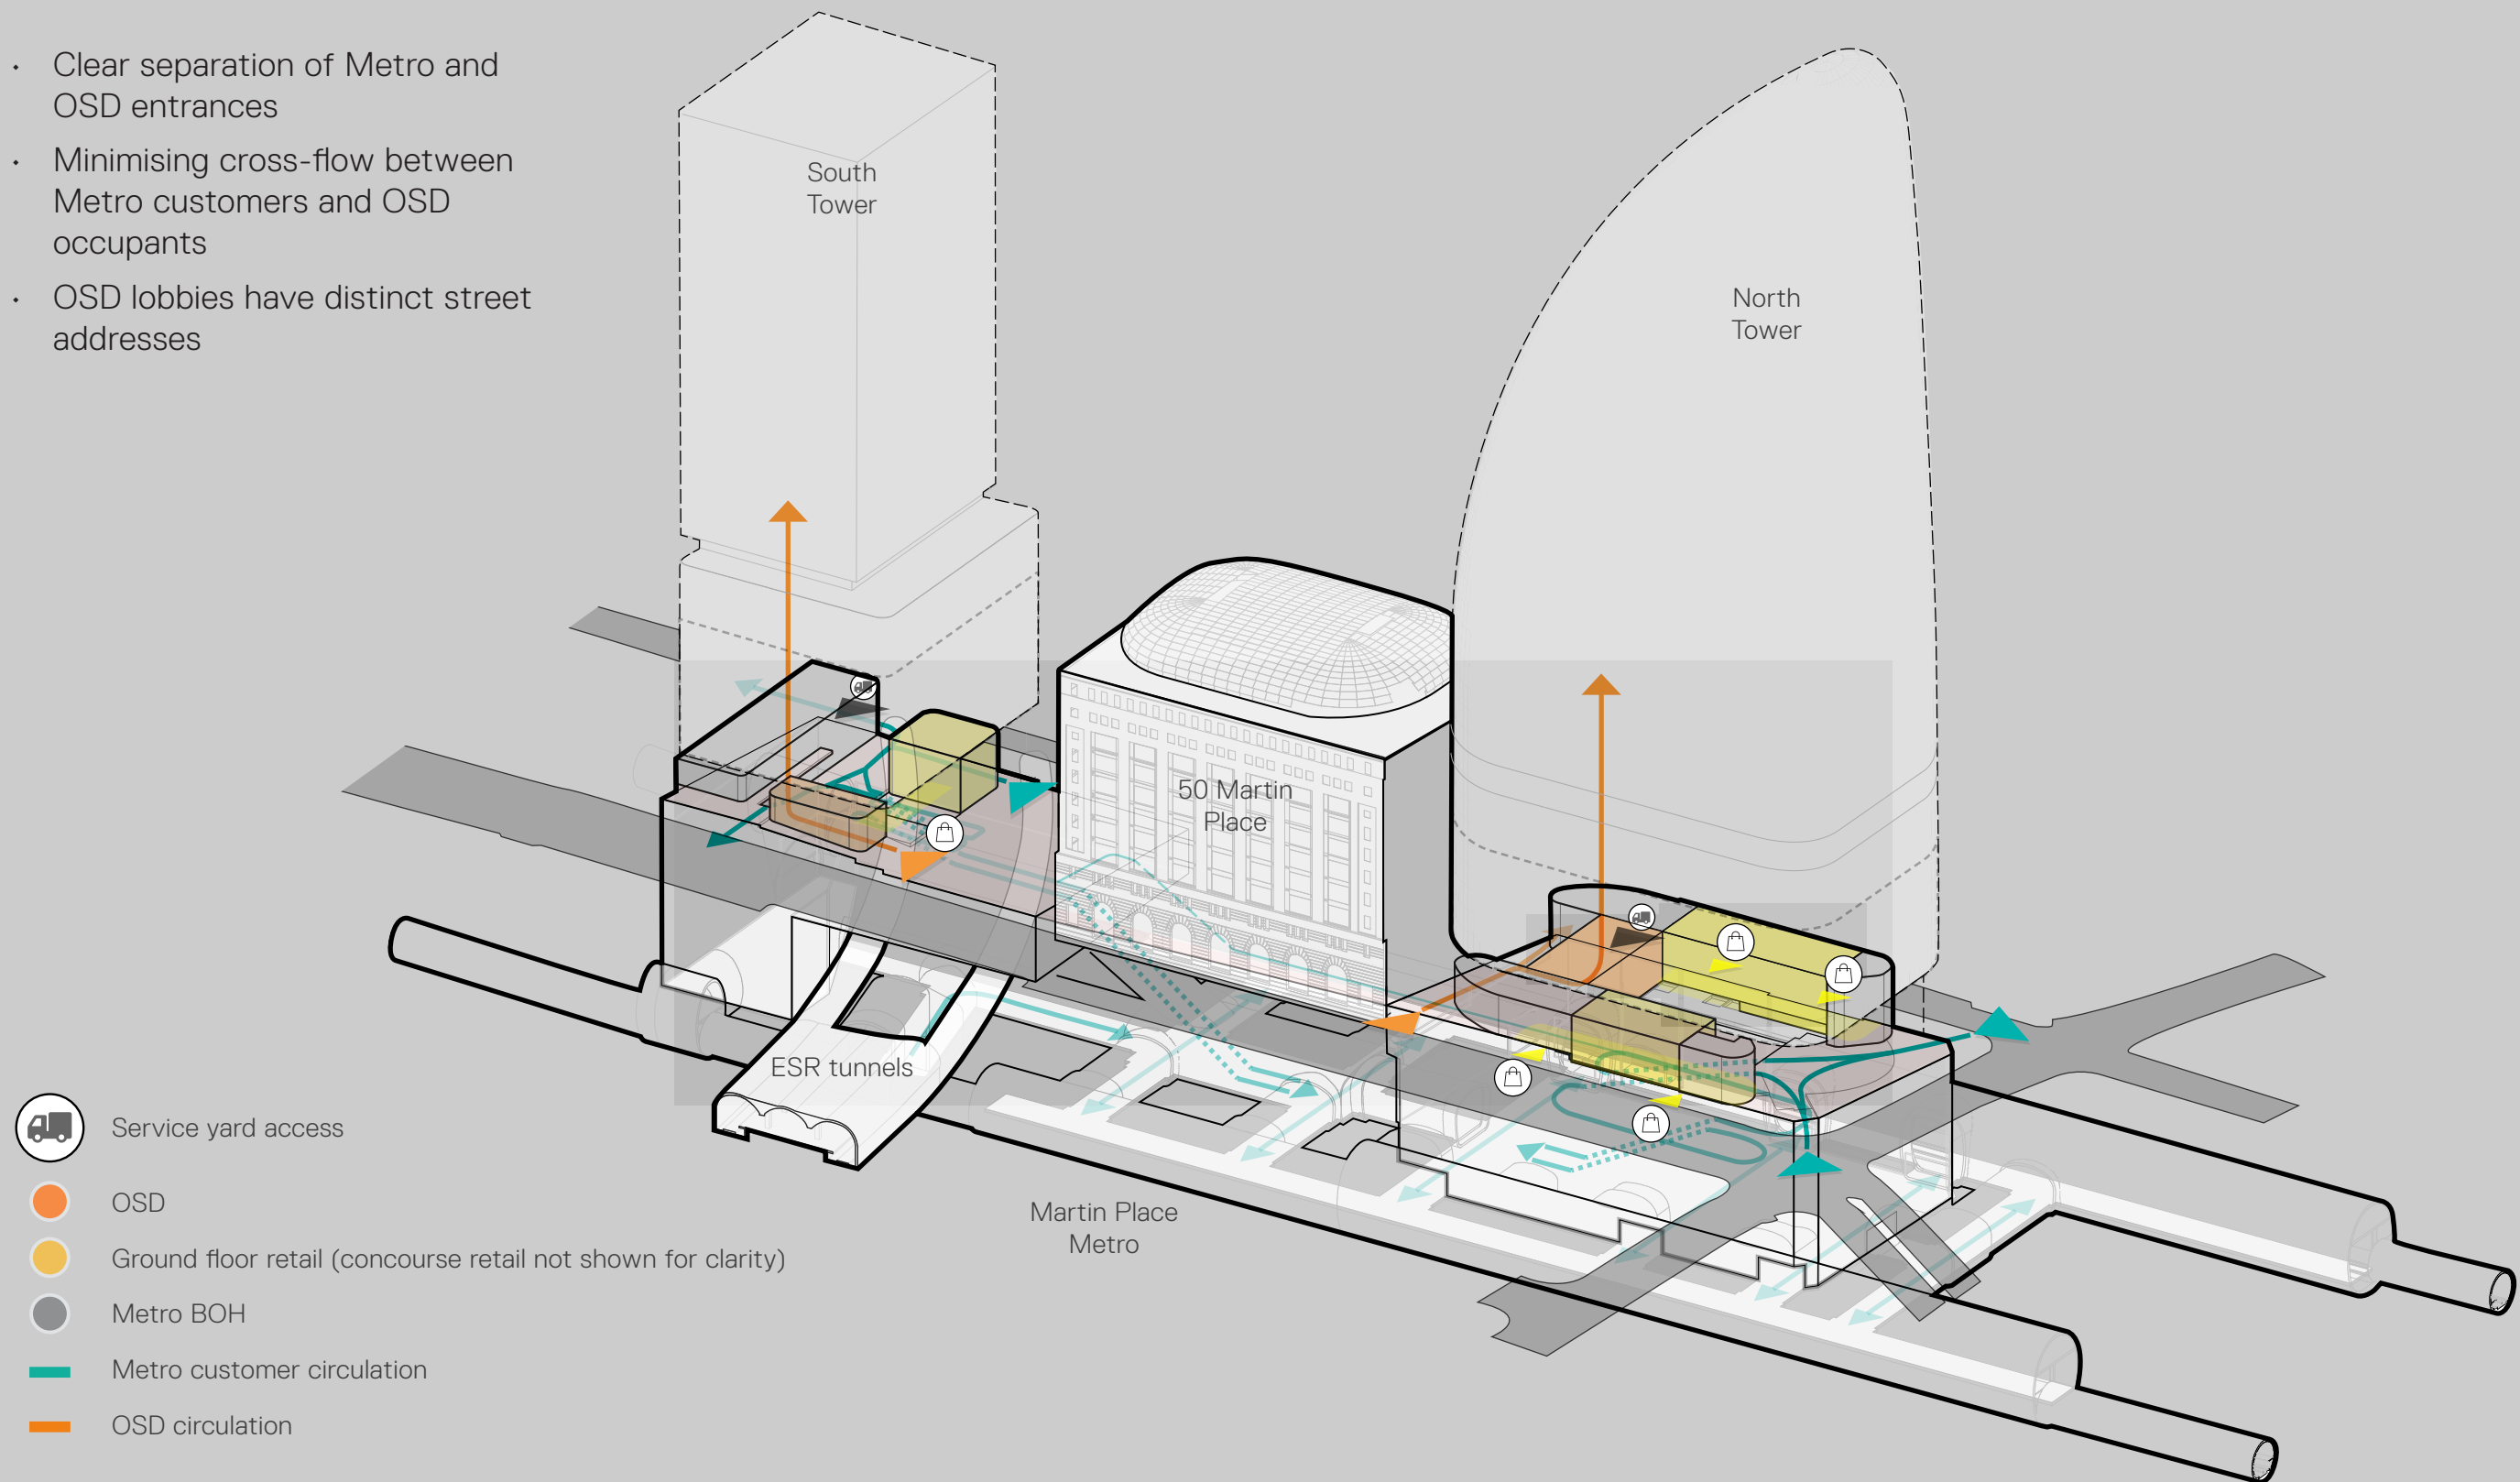 • Clear separation of Metro and
OSD entrances
• Minimising cross-flow between
Metro customers and OSD
occupants
• OSD lobbies have distinct street
addresses
South
Tower
North
Tower
50 Martin
Place
ESR tunnels
Martin Place
Metro
Service yard access
OSD
Ground floor retail (concourse retail not shown for clarity)
Metro BOH
Metro customer circulation
OSD circulation